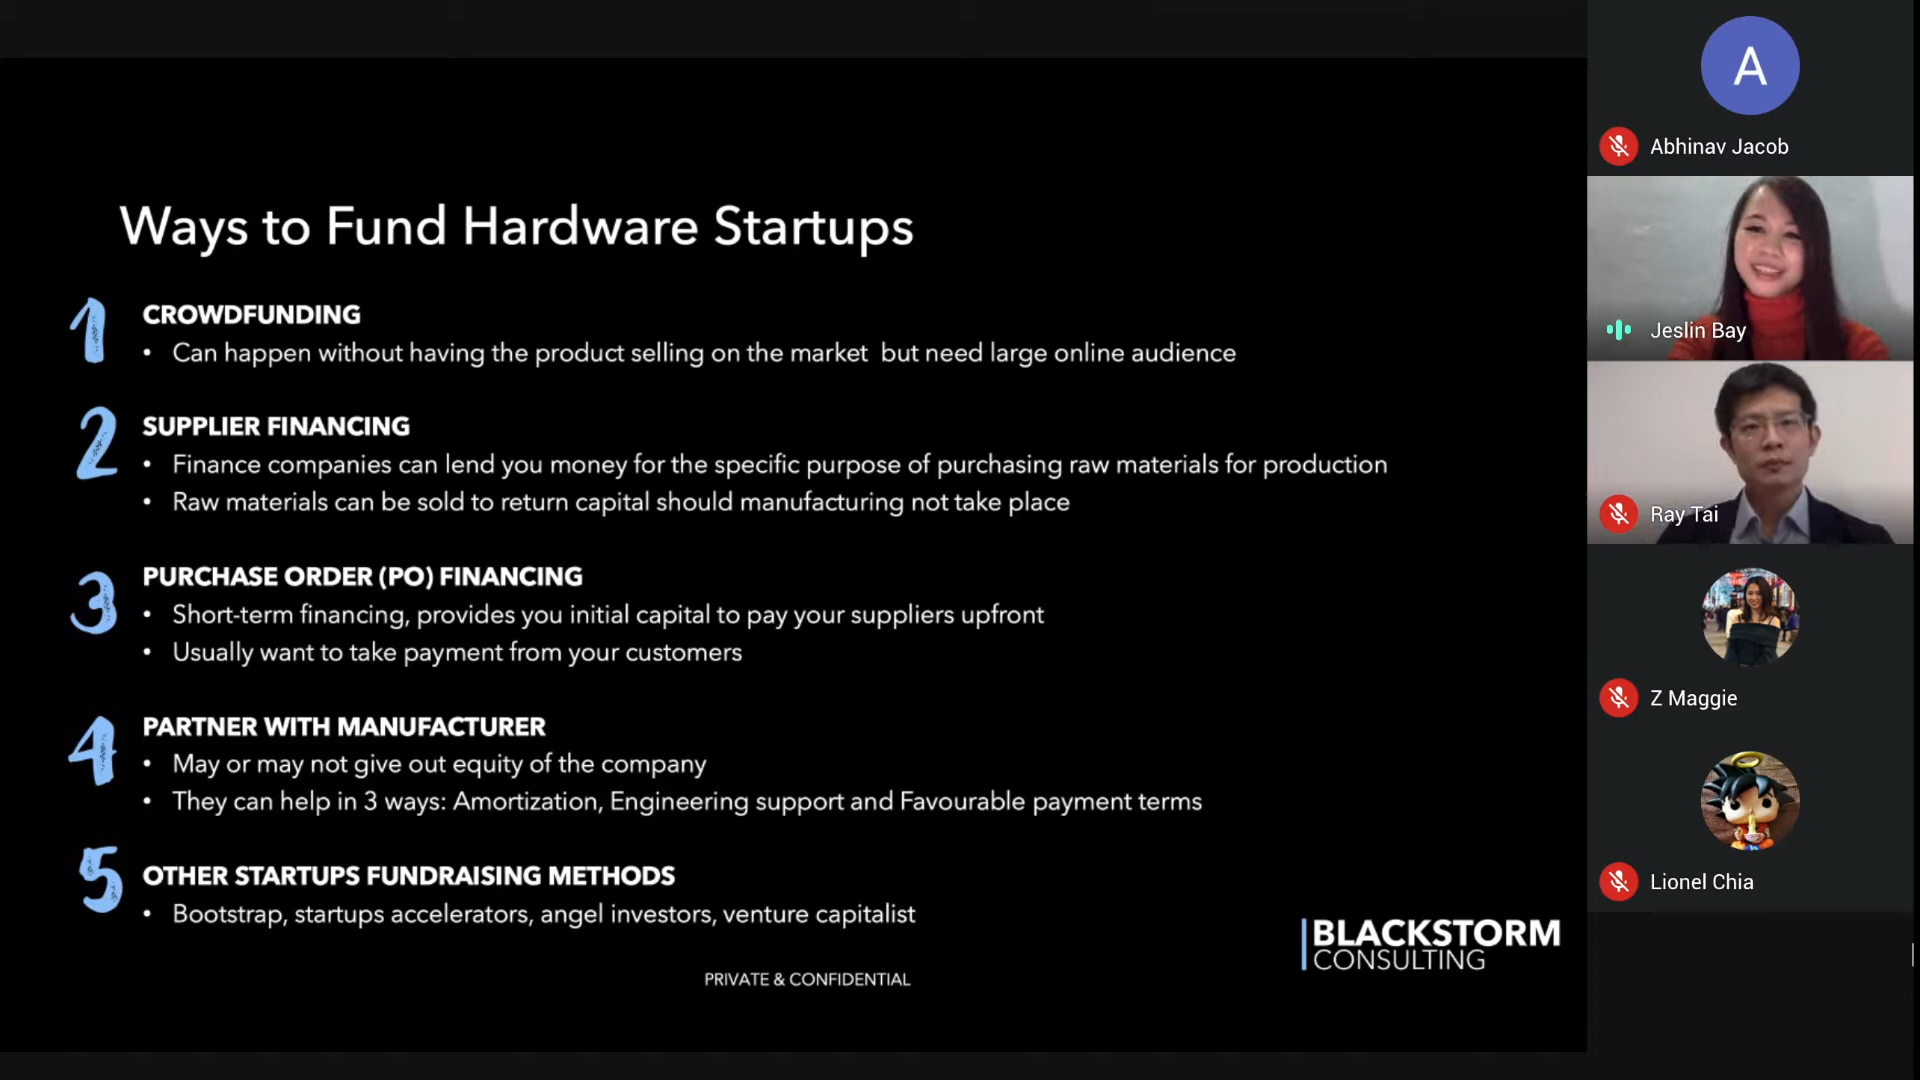 Ways to Fund Hardware Startups
1
CROWDFUNDING
• Can happen without having the product selling on the market  but need large online audience
2
SUPPLIER FINANCING
• Finance companies can lend you money for the specific purpose of purchasing raw materials for production
• Raw materials can be sold to return capital should manufacturing not take place
3
PURCHASE ORDER (PO) FINANCING
• Short-term financing, provides you initial capital to pay your suppliers upfront
• Usually want to take payment from your customers
4
PARTNER WITH MANUFACTURER
• May or may not give out equity of the company
• They can help in 3 ways: Amortization, Engineering support and Favourable payment terms
5
OTHER STARTUPS FUNDRAISING METHODS
• Bootstrap, startups accelerators, angel investors, venture capitalist
BLACKSTORM
CONSULTING
PRIVATE & CONFIDENTIAL
A
Abhinav Jacob
Jeslin Bay
Ray Tai
Z Maggie
Lionel Chia